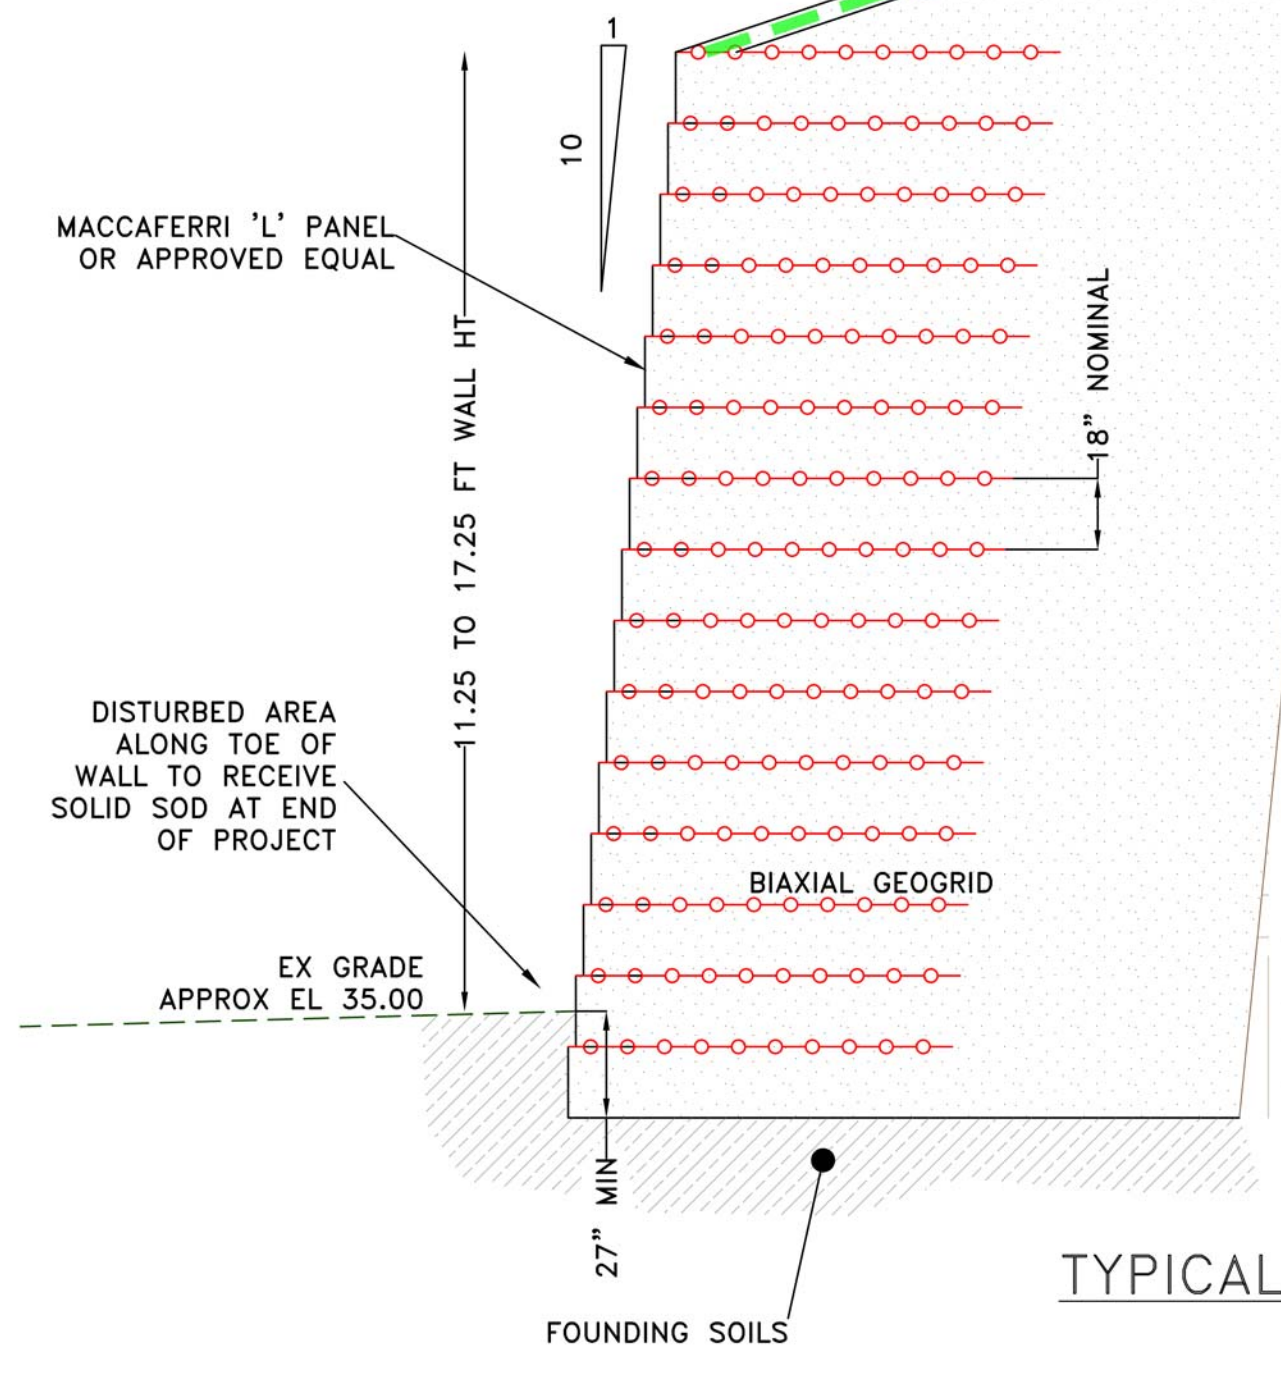 1
10
MACCAFERRI 'L' PANEL
OR APPROVED EQUAL
11.25 TO 17.25 FT WALL HT
18" NOMINAL
DISTURBED AREA
ALONG TOE OF
WALL TO RECEIVE
SOLID SOD AT END
OF PROJECT
BIAXIAL GEOGRID
EX GRADE
APPROX EL 35.00
27" MIN
TYPICAL
FOUNDING SOILS